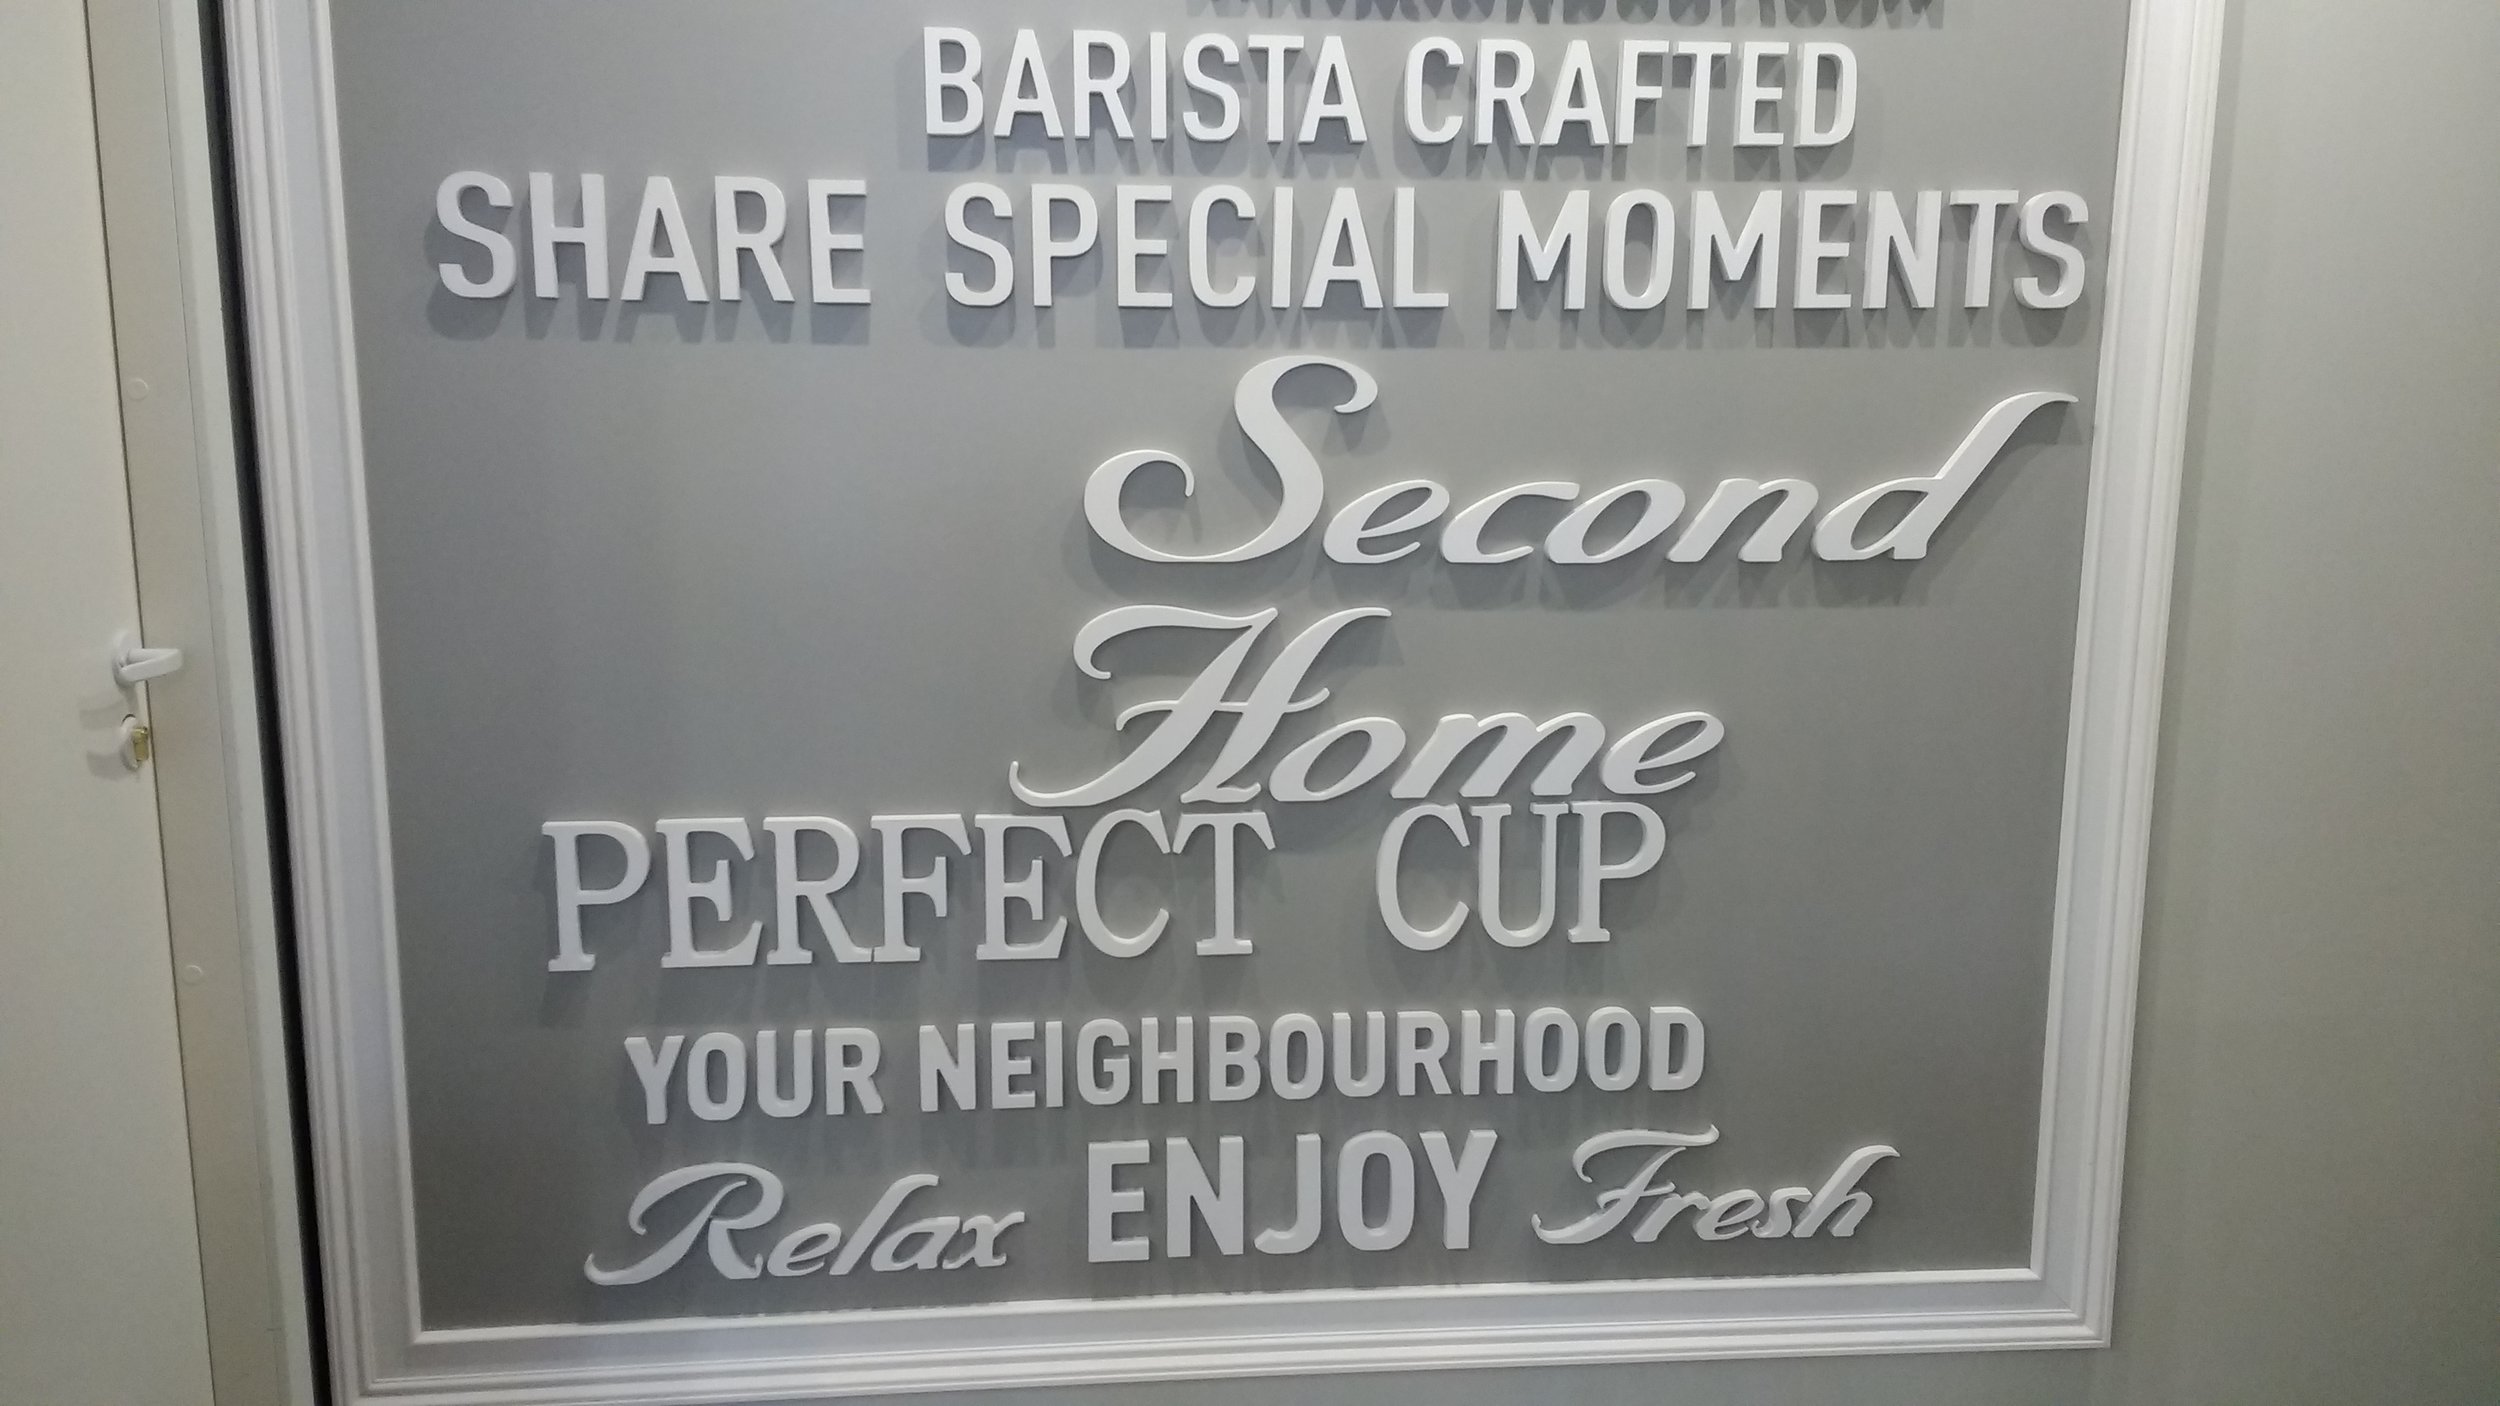 BARISTA CRAFTED
SHARE SPECIAL MOMENTS
Second
Home
PERFECT CUP
YOUR NEIGHBOURHOOD
Relax ENJOY Fresh